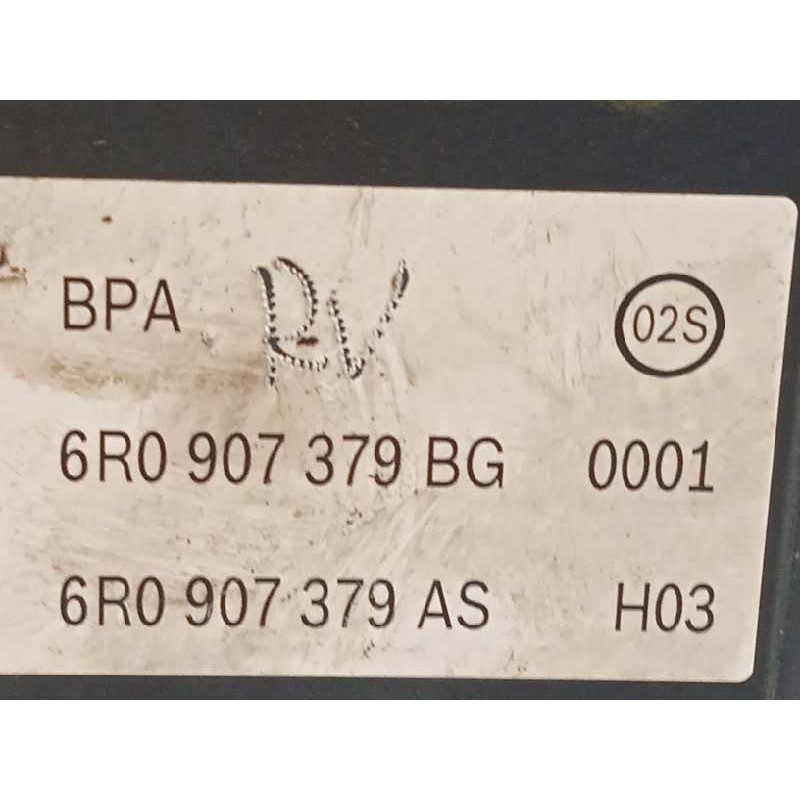 BPA 02S
6R0 907 379 BG 0001
6R0 907 379 AS H03